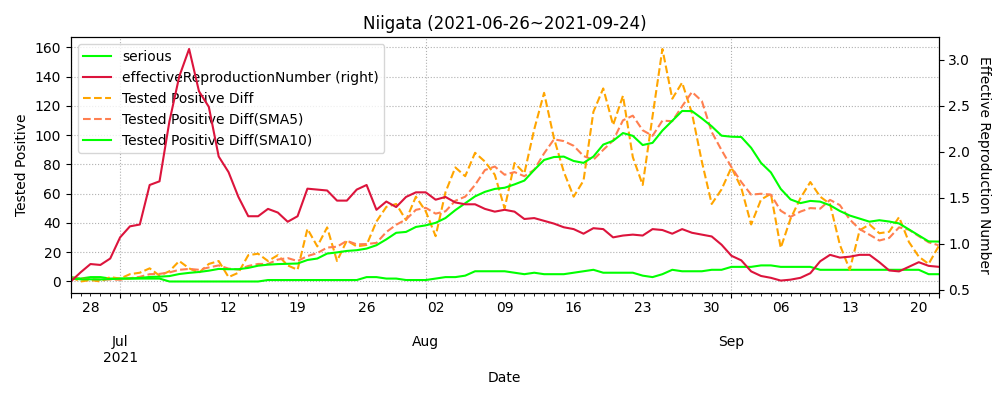 Niigata (2021-06-26~2021-09-24)
serious
effectiveReproductionNumber (right)
Tested Positive Diff
Tested Positive Diff(SMA5)
Tested Positive Diff(SMA10)
160
140
120
100
80
60
40
20
0
Tested Positive
3.0
2.5
2.0
1.5
1.0
0.5
Effective Reproduction Number
28 05 12 19 26 02 09 16 23 30 06 13 20
Jul Aug Sep
2021
Date